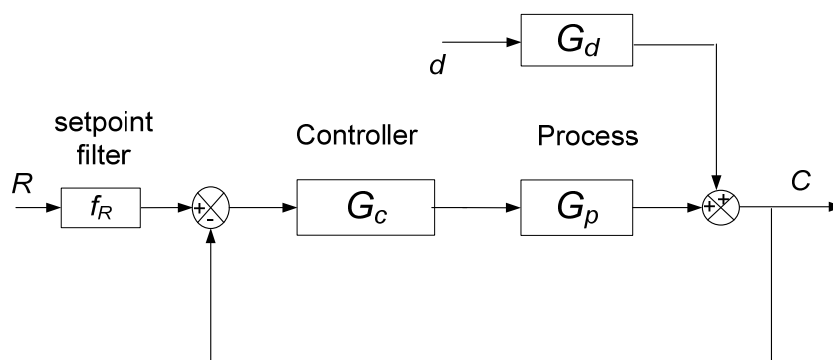 d
G_d
setpoint
filter
Controller
Process
R
f_R
+
-
G_c
G_p
+
+
C